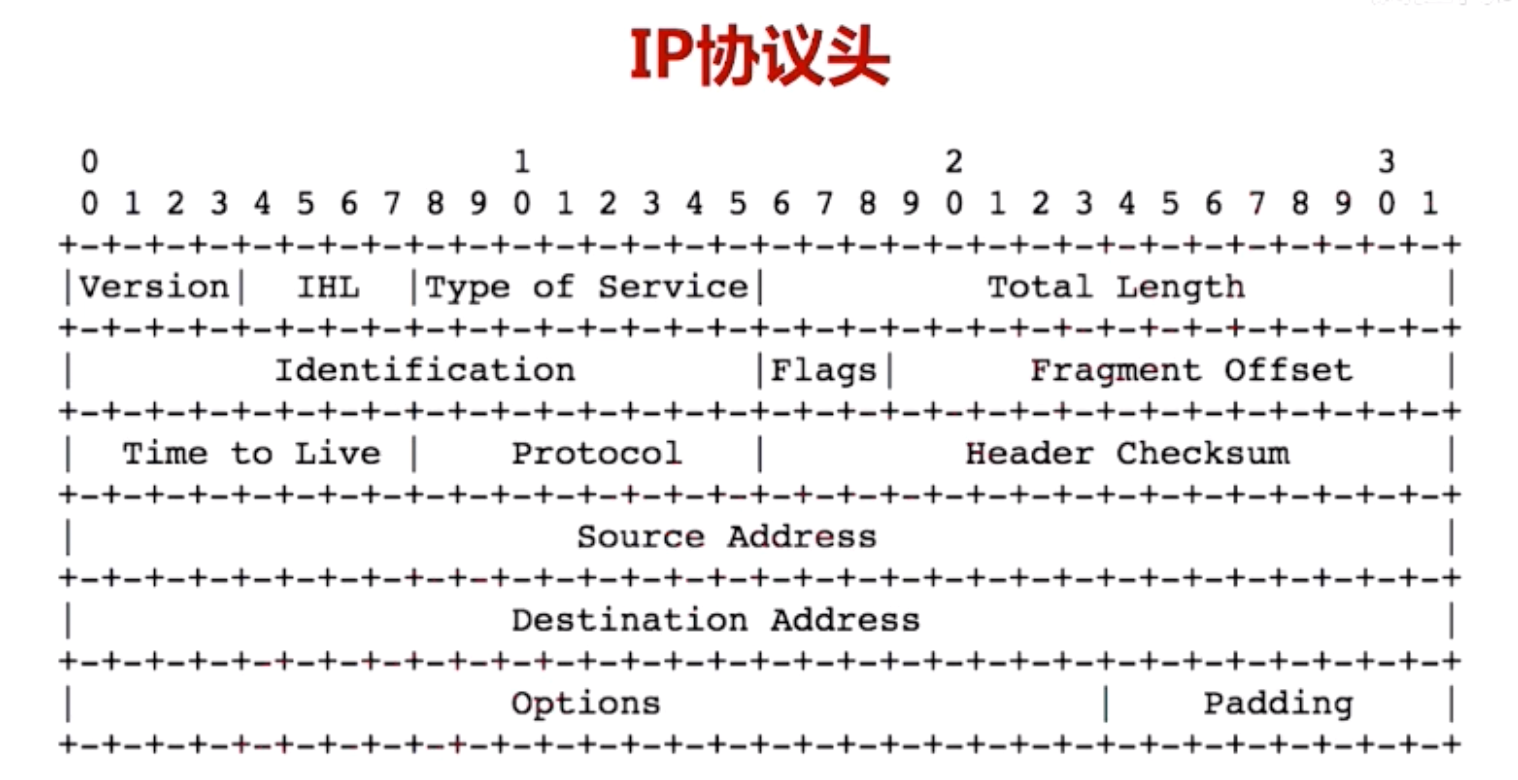 IP协议头
0                   1                   2                   3
0 1 2 3 4 5 6 7 8 9 0 1 2 3 4 5 6 7 8 9 0 1 2 3 4 5 6 7 8 9 0 1
+-+-+-+-+-+-+-+-+-+-+-+-+-+-+-+-+-+-+-+-+-+-+-+-+-+-+-+-+-+-+-+-+
|Version|  IHL  |Type of Service|          Total Length         |
+-+-+-+-+-+-+-+-+-+-+-+-+-+-+-+-+-+-+-+-+-+-+-+-+-+-+-+-+-+-+-+-+
|         Identification        |Flags|      Fragment Offset    |
+-+-+-+-+-+-+-+-+-+-+-+-+-+-+-+-+-+-+-+-+-+-+-+-+-+-+-+-+-+-+-+-+
|  Time to Live |    Protocol   |         Header Checksum       |
+-+-+-+-+-+-+-+-+-+-+-+-+-+-+-+-+-+-+-+-+-+-+-+-+-+-+-+-+-+-+-+-+
|                       Source Address                          |
+-+-+-+-+-+-+-+-+-+-+-+-+-+-+-+-+-+-+-+-+-+-+-+-+-+-+-+-+-+-+-+-+
|                    Destination Address                        |
+-+-+-+-+-+-+-+-+-+-+-+-+-+-+-+-+-+-+-+-+-+-+-+-+-+-+-+-+-+-+-+-+
|                    Options                    |    Padding    |
+-+-+-+-+-+-+-+-+-+-+-+-+-+-+-+-+-+-+-+-+-+-+-+-+-+-+-+-+-+-+-+-+